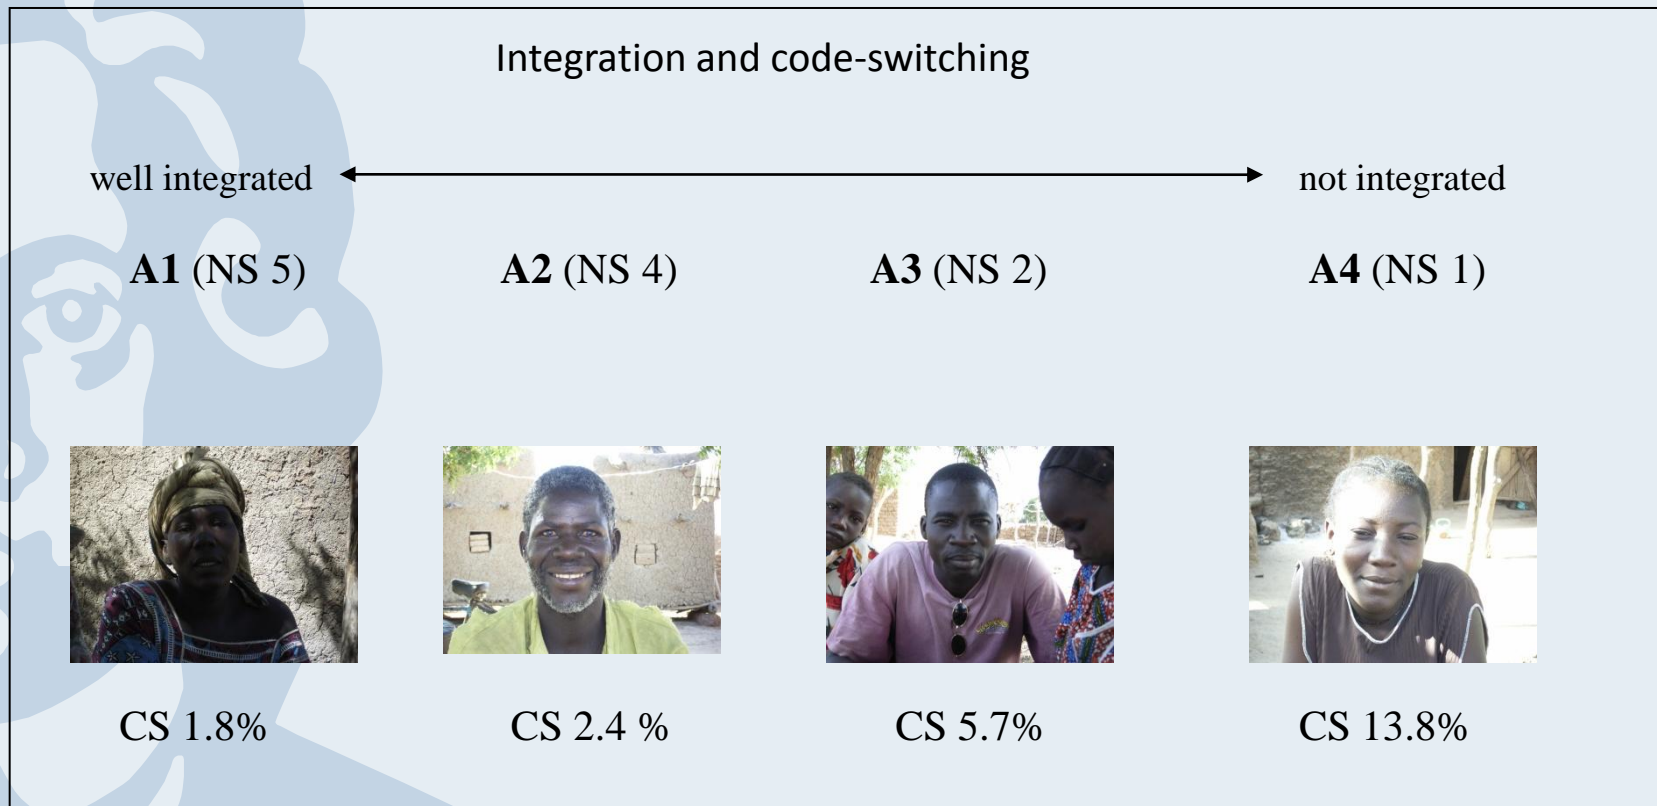 Integration and code-switching
well integrated not integrated
A1 (NS 5) A2 (NS 4) A3 (NS 2) A4 (NS 1)
CS 1.8% CS 2.4 % CS 5.7% CS 13.8%